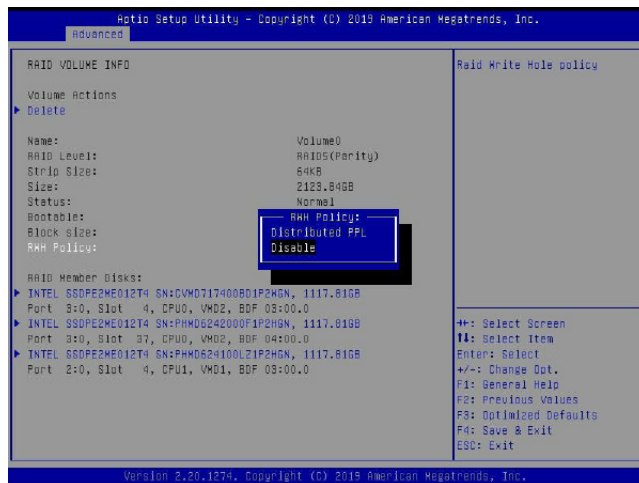 Aptio Setup Utility – Copyright (C) 2019 American Megatrends, Inc.
Advanced
RAID VOLUME INFO
Raid Write Hole policy
Volume Actions
Delete
Name: Volume0
RAID Level: RAID5(Parity)
Strip Size: 64KB
Size: 2123.84GB
Status: Normal
Bootable:
Block size:
RWH Policy:
RWH Policy:
Distributed PPL
Disable
RAID Member Disks:
INTEL SSDPE2ME012T4 SN:CVMD717400BD1P2HGN, 1117.81GB
Port 3:0, Slot 4, CPU0, VMD2, BDF 03:00.0
INTEL SSDPE2ME012T4 SN:PHMD6242000F1P2HGN, 1117.81GB
Port 3:0, Slot 37, CPU0, VMD2, BDF 04:00.0
INTEL SSDPE2ME012T4 SN:PHMD624100LZ1P2HGN, 1117.81GB
Port 2:0, Slot 4, CPU1, VMD1, BDF 03:00.0
→←: Select Screen
↑↓: Select Item
Enter: Select
+/-: Change Opt.
F1: General Help
F2: Previous Values
F3: Optimized Defaults
F4: Save & Exit
ESC: Exit
Version 2.20.1274. Copyright (C) 2019 American Megatrends, Inc.